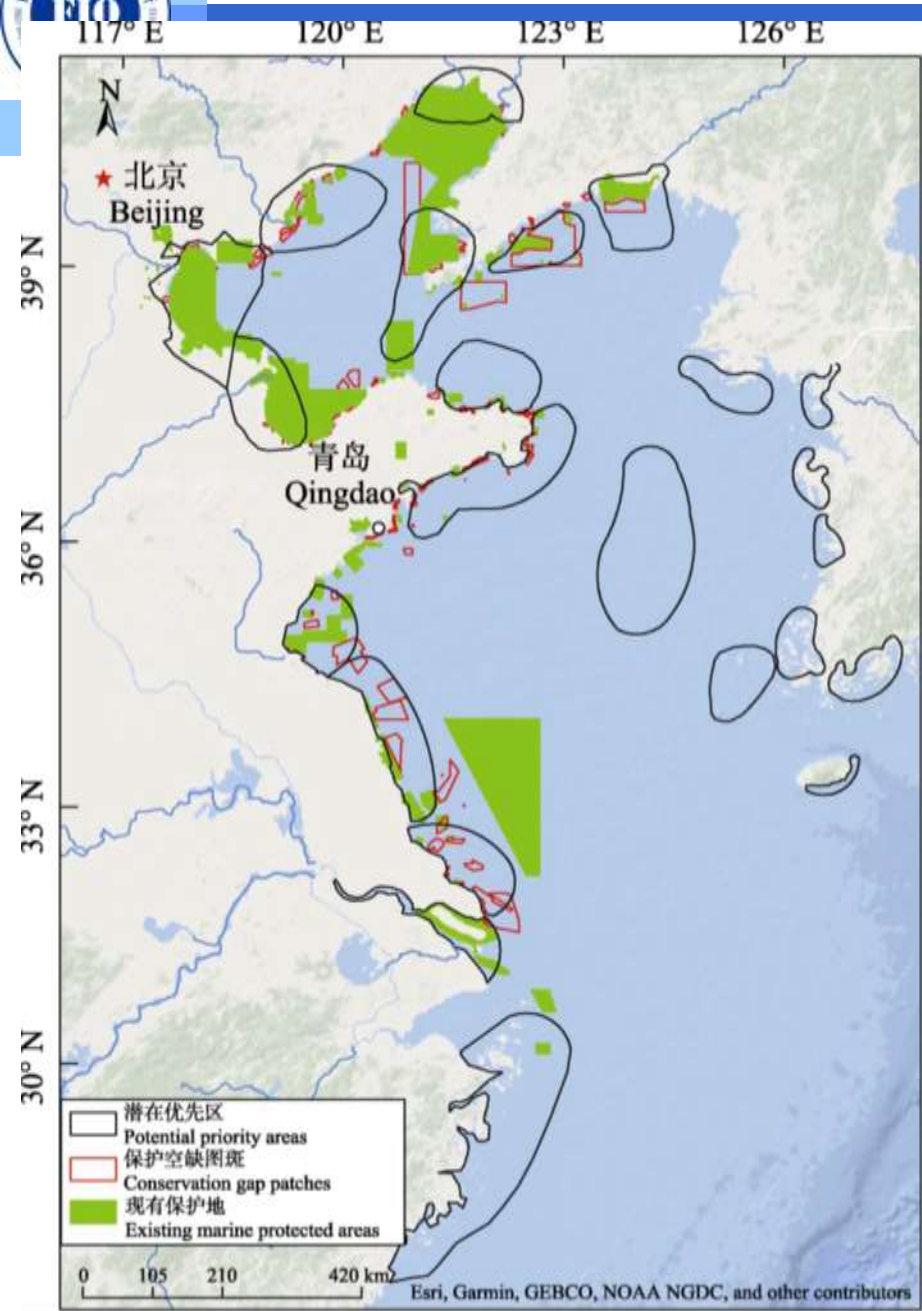 FIO
117° E 120° E 123° E 126° E
N
北京
Beijing
39° N
青岛
Qingdao
36° N
33° N
30° N
潜在优先区
Potential priority areas
保护空缺图斑
Conservation gap patches
现有保护地
Existing marine protected areas
0 105 210 420 km
Esri, Garmin, GEBCO, NOAA NGDC, and other contributors